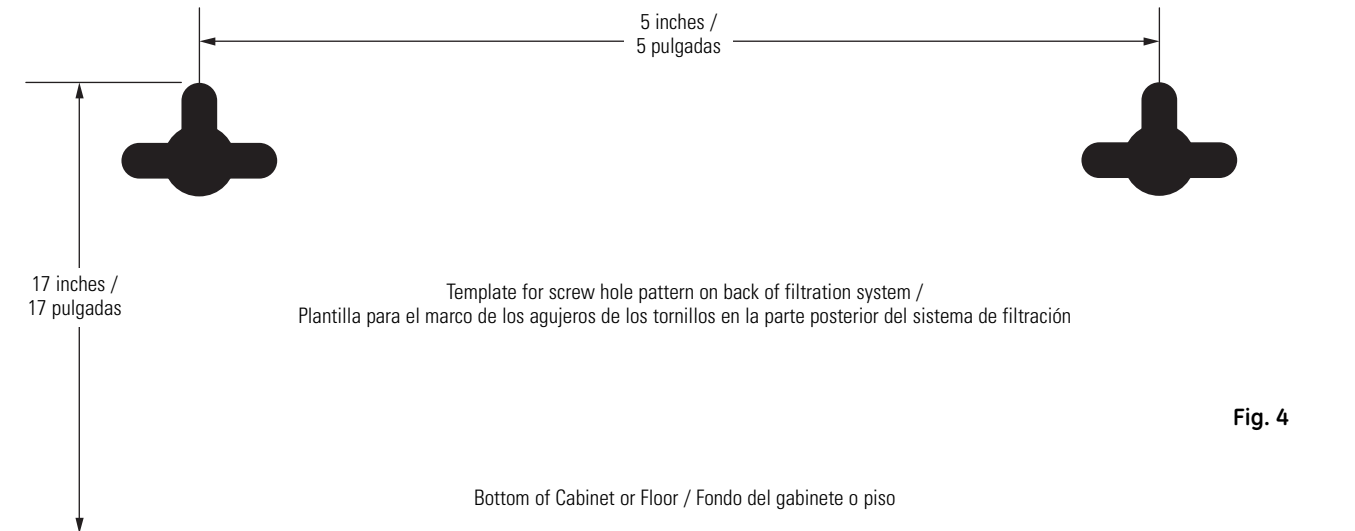 5 inches /
5 pulgadas
17 inches /
17 pulgadas
Template for screw hole pattern on back of filtration system /
Plantilla para el marco de los agujeros de los tornillos en la parte posterior del sistema de filtración
Fig. 4
Bottom of Cabinet or Floor / Fondo del gabinete o piso